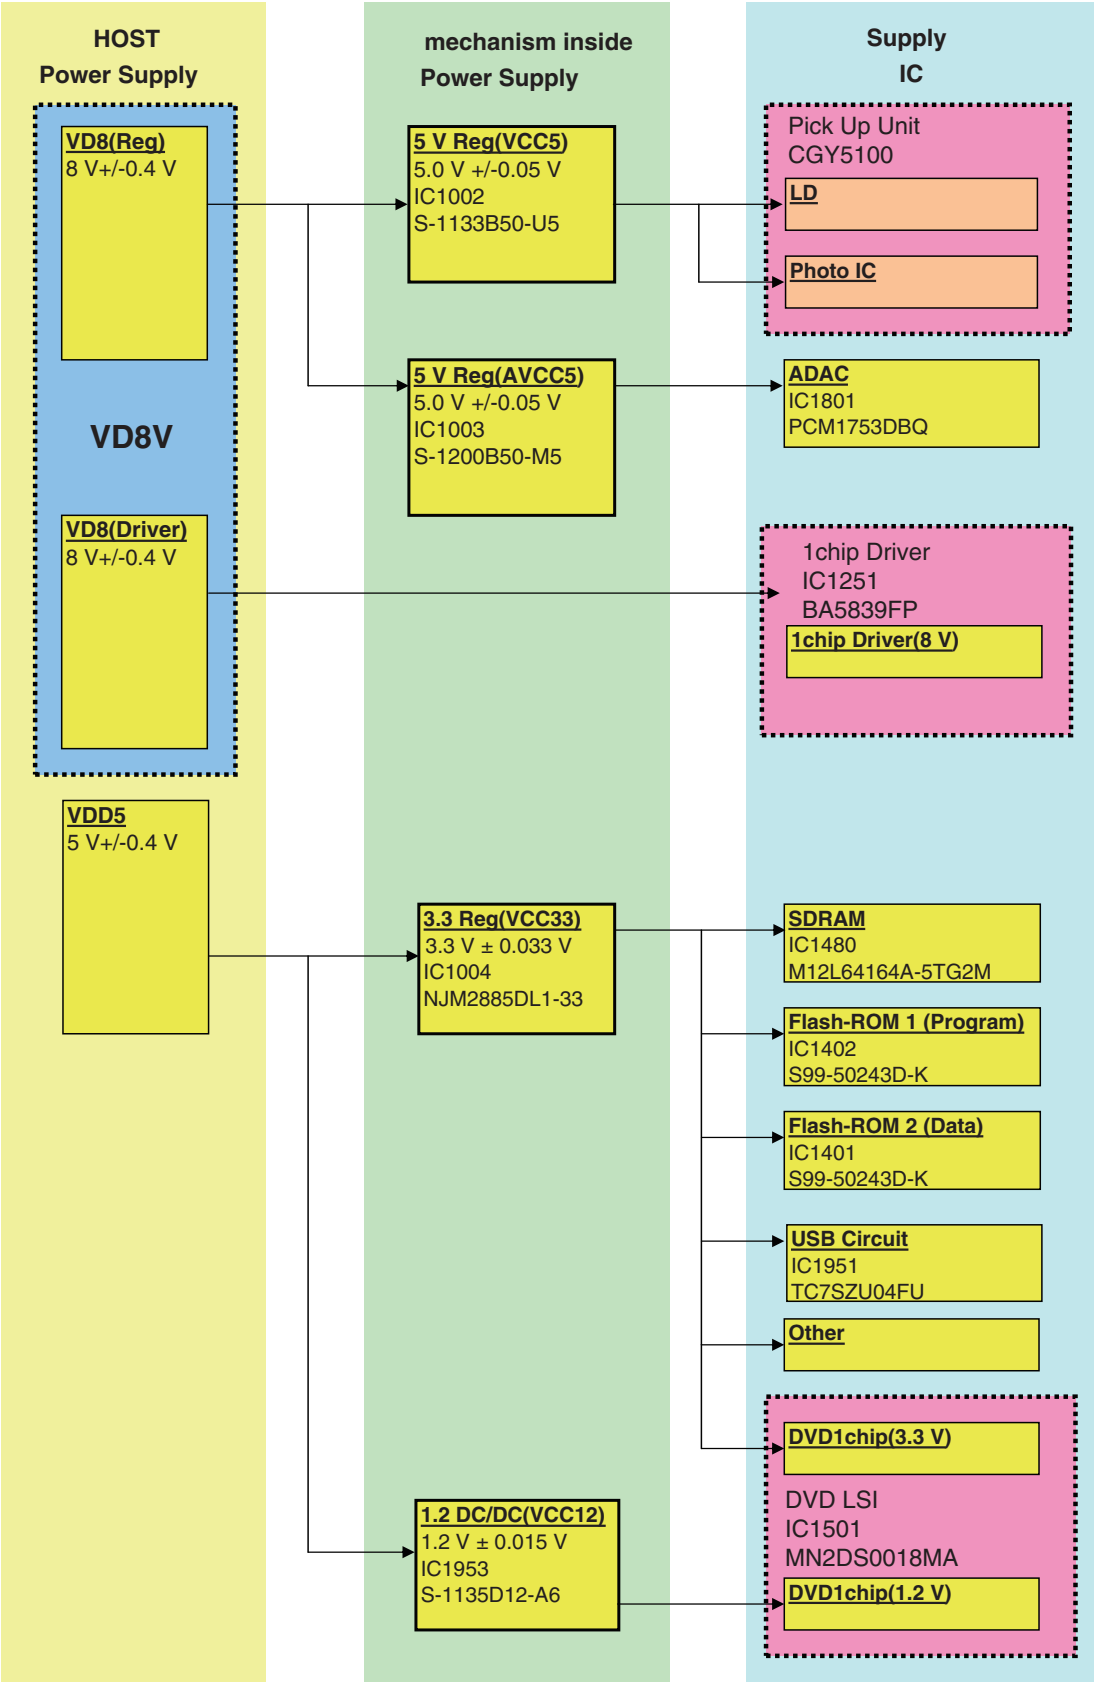 HOST
Power Supply
VD8(Reg)
8 V+/-0.4 V
VD8V
VD8(Driver)
8 V+/-0.4 V
VDD5
5 V+/-0.4 V
mechanism inside
Power Supply
5 V Reg(VCC5)
5.0 V +/-0.05 V
IC1002
S-1133B50-U5
5 V Reg(AVCC5)
5.0 V +/-0.05 V
IC1003
S-1200B50-M5
3.3 Reg(VCC33)
3.3 V ± 0.033 V
IC1004
NJM2885DL1-33
1.2 DC/DC(VCC12)
1.2 V ± 0.015 V
IC1953
S-1135D12-A6
Supply
IC
Pick Up Unit
CGY5100
LD
Photo IC
ADAC
IC1801
PCM1753DBQ
1chip Driver
IC1251
BA5839FP
1chip Driver(8 V)
SDRAM
IC1480
M12L64164A-5TG2M
Flash-ROM 1 (Program)
IC1402
S99-50243D-K
Flash-ROM 2 (Data)
IC1401
S99-50243D-K
USB Circuit
IC1951
TC7SZU04FU
Other
DVD1chip(3.3 V)
DVD LSI
IC1501
MN2DS0018MA
DVD1chip(1.2 V)